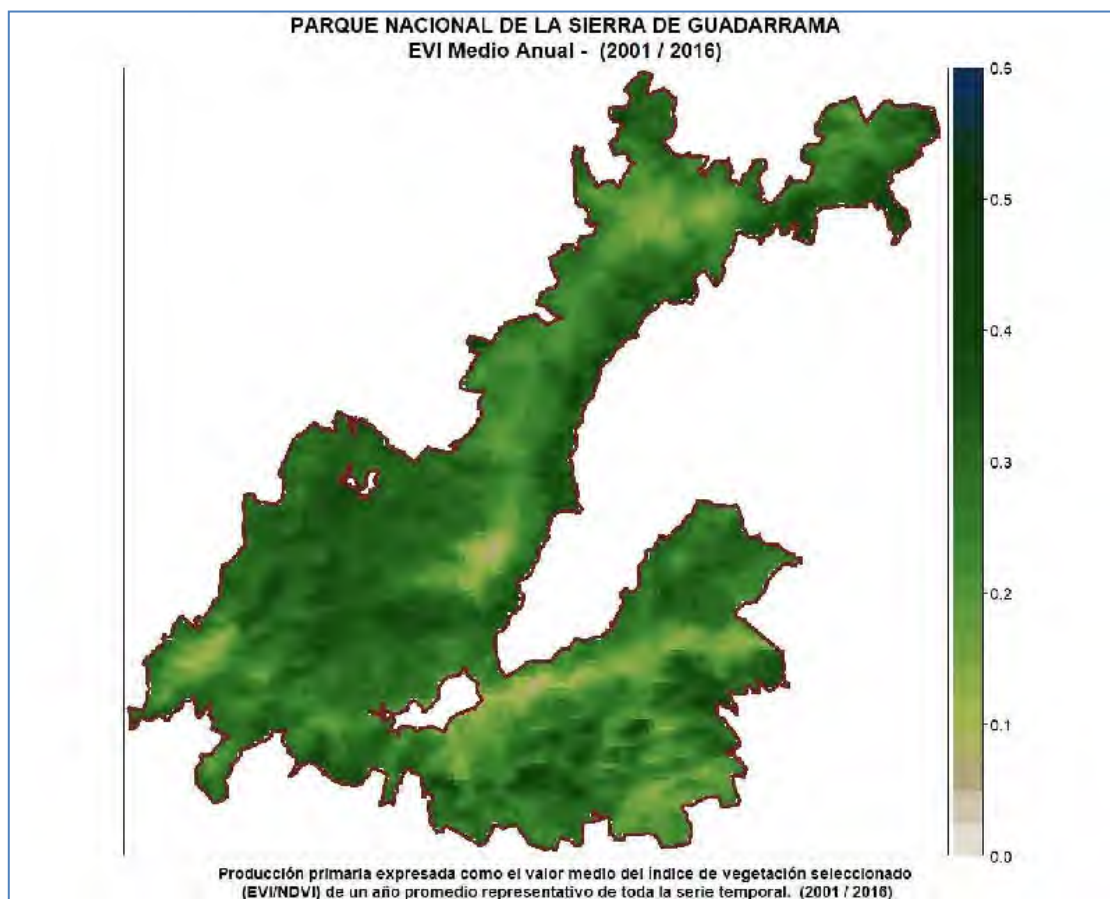 PARQUE NACIONAL DE LA SIERRA DE GUADARRAMA
EVI Medio Anual - (2001 / 2016)
0.6
0.5
0.4
0.3
0.2
0.1
0.0
Producción primaria expresada como el valor medio del índice de vegetación seleccionado
(EVI/NDVI) de un año promedio representativo de toda la serie temporal. (2001 / 2016)